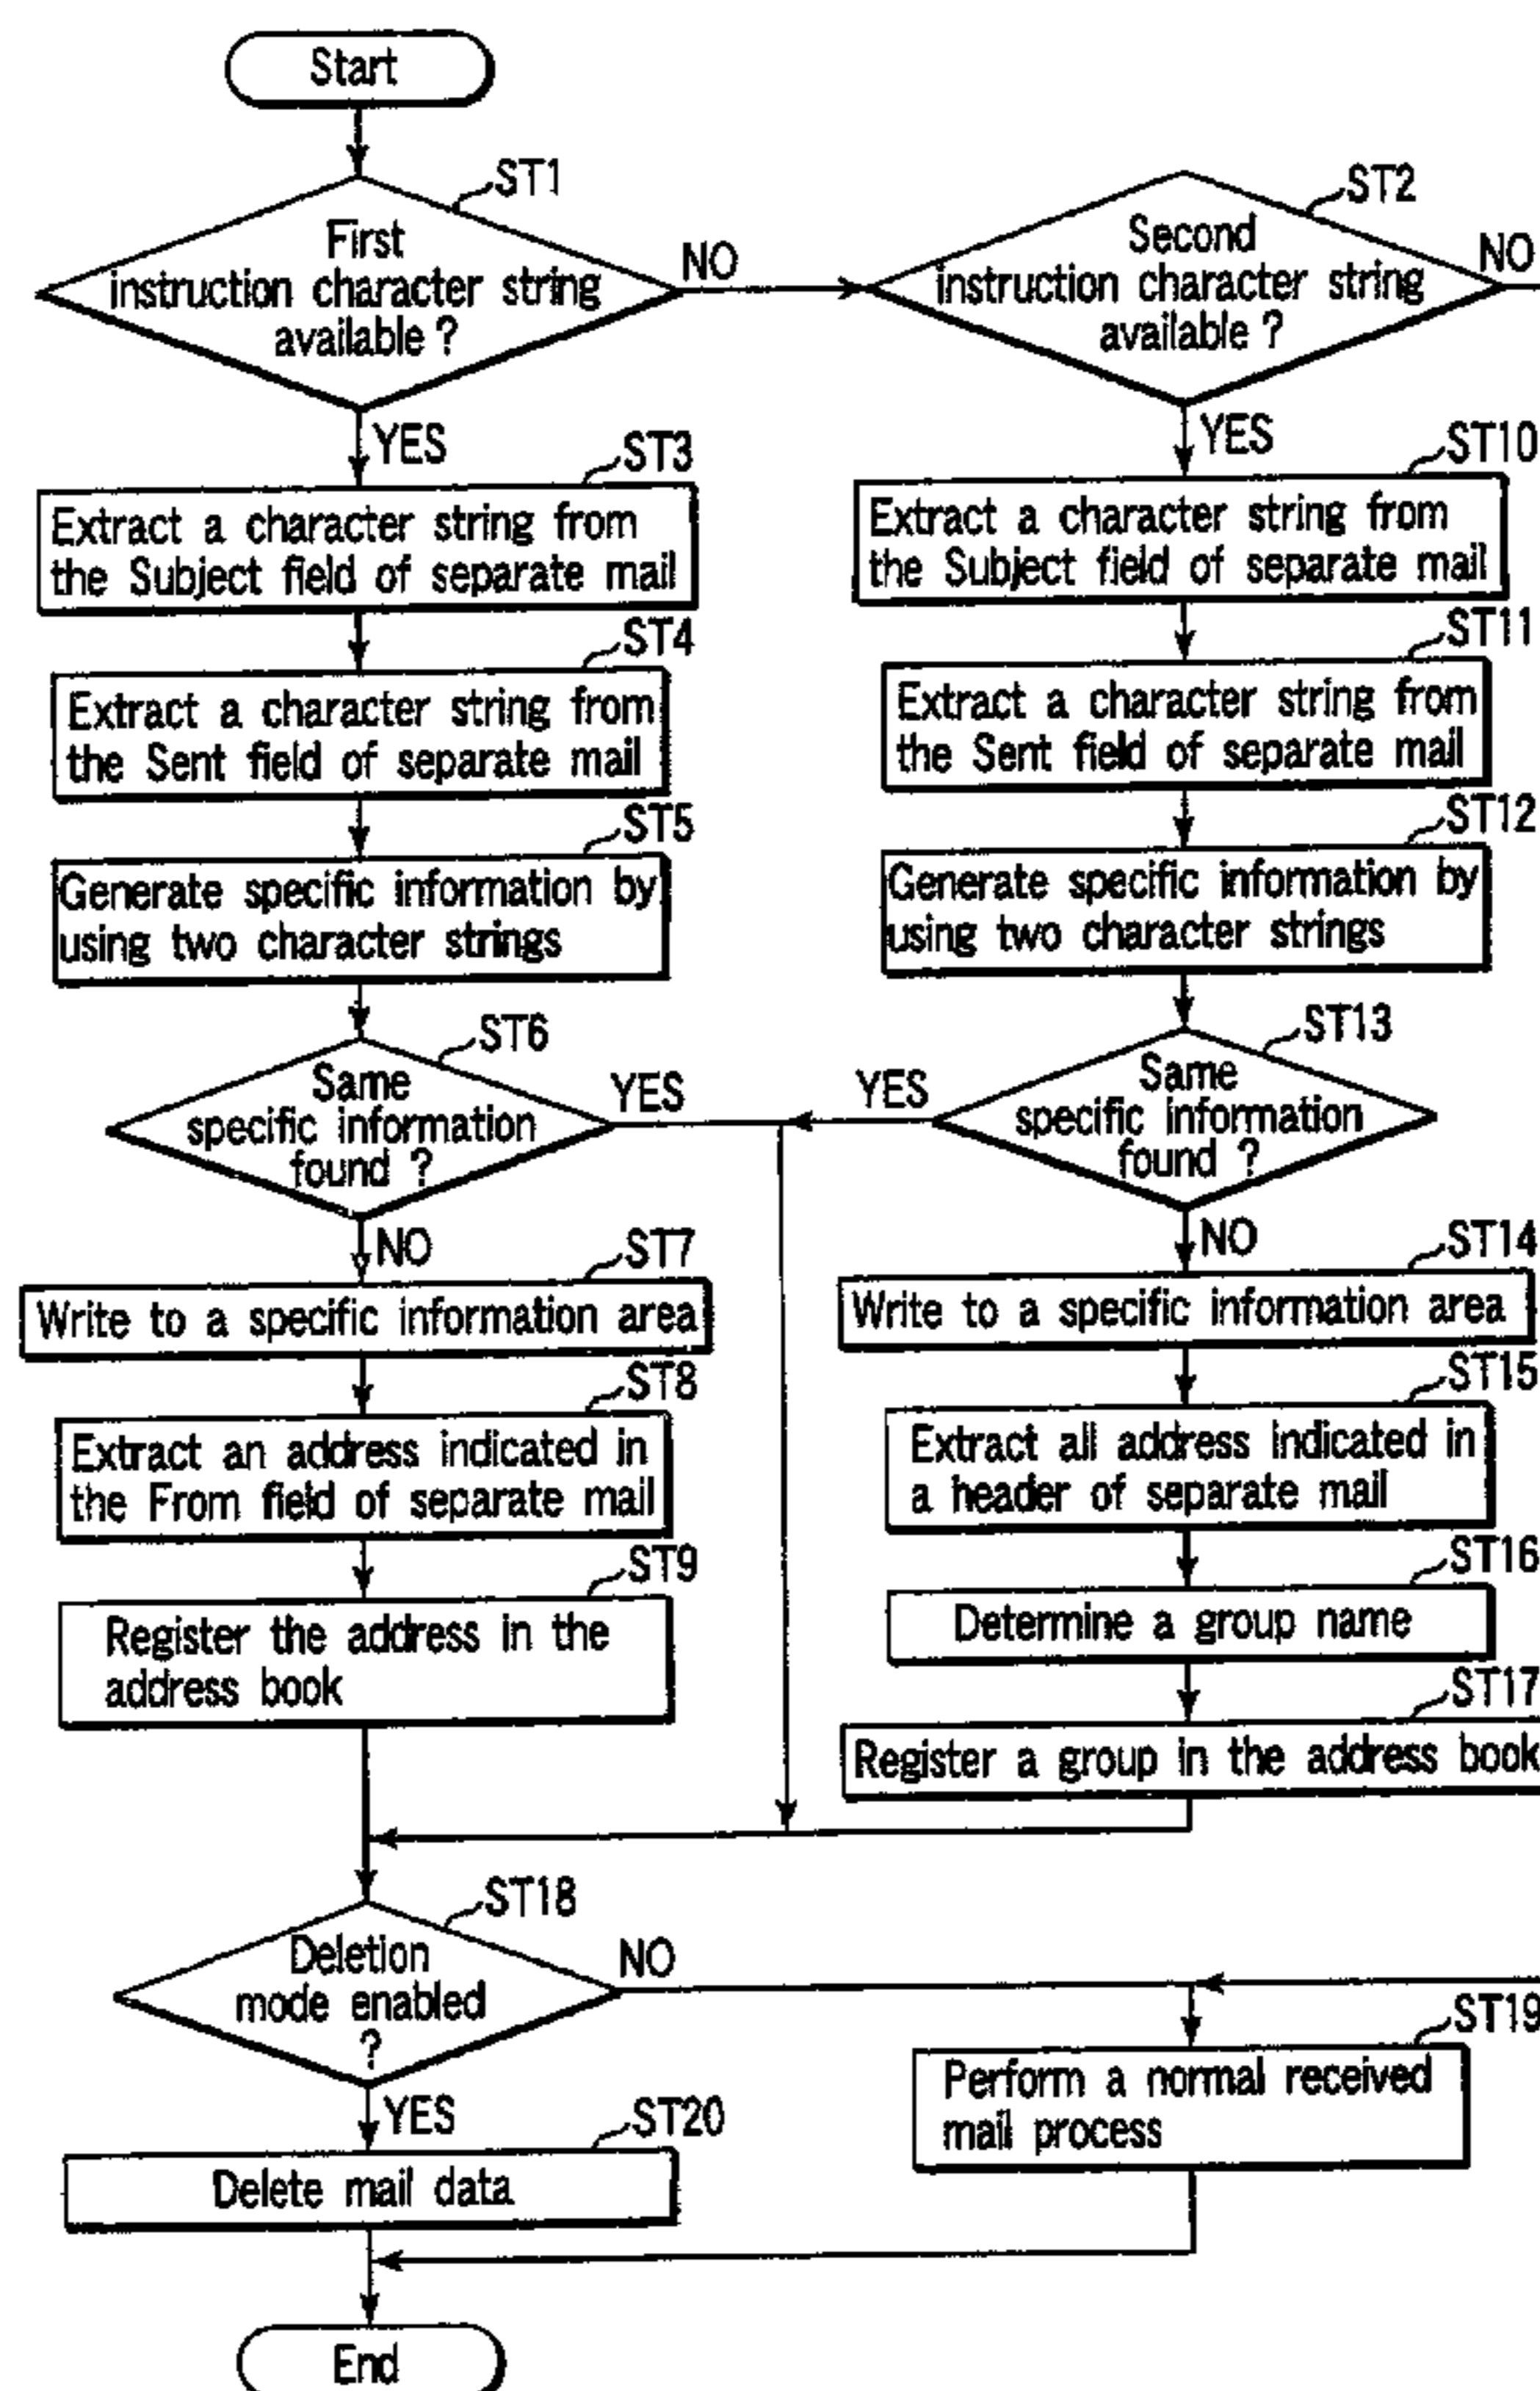 Start
ST1
First
instruction character string
available ?
NO
ST2
Second
instruction character string
available ?
NO
YES
ST3
Extract a character string from
the Subject field of separate mail
ST4
Extract a character string from
the Sent field of separate mail
ST5
Generate specific information by
using two character strings
ST6
Same
specific information
found ?
YES
NO
ST7
Write to a specific information area
ST8
Extract an address indicated in
the From field of separate mail
ST9
Register the address in the
address book
YES
ST10
Extract a character string from
the Subject field of separate mail
ST11
Extract a character string from
the Sent field of separate mail
ST12
Generate specific information by
using two character strings
ST13
Same
specific information
found ?
YES
NO
ST14
Write to a specific information area
ST15
Extract all address indicated in
a header of separate mail
ST16
Determine a group name
ST17
Register a group in the address book
ST18
Deletion
mode enabled
?
NO
ST19
Perform a normal received
mail process
YES
ST20
Delete mail data
End